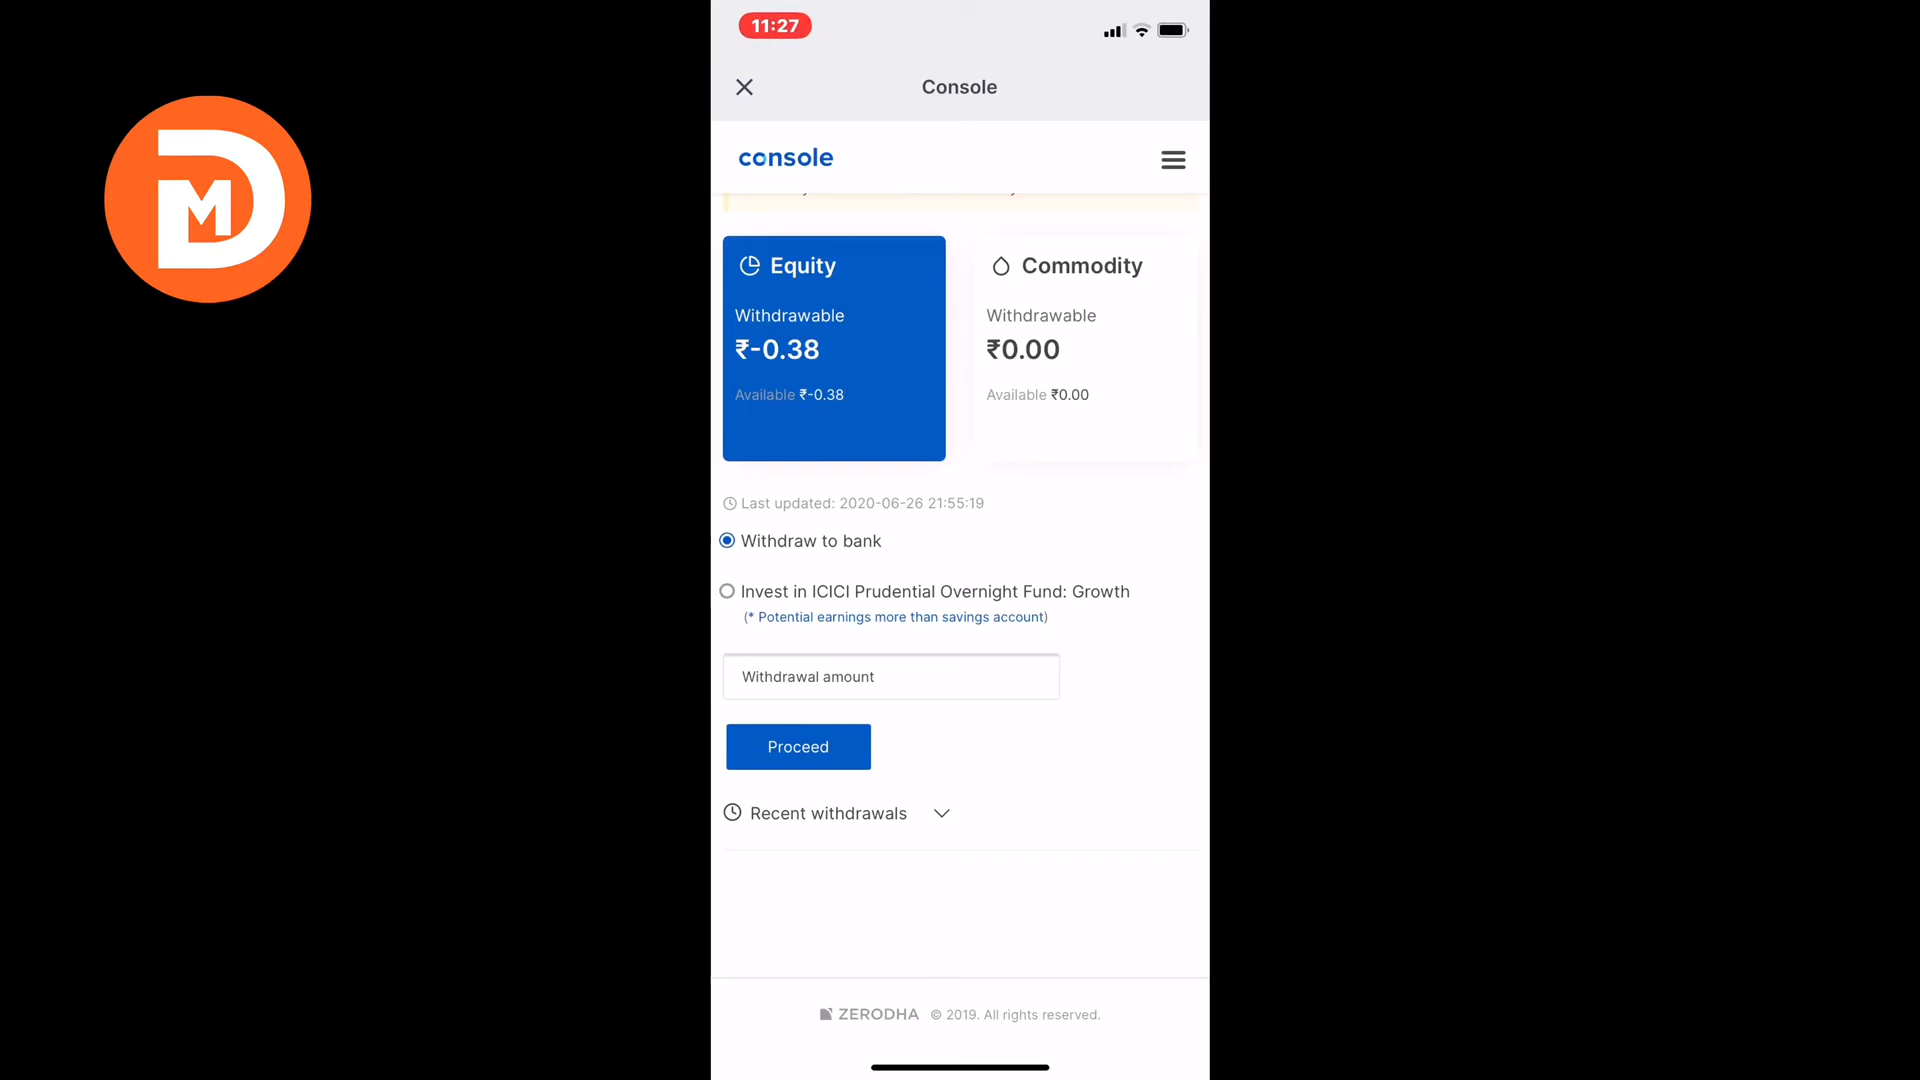 11:27
Console
console
Equity
Withdrawable
₹-0.38
Available ₹-0.38
Commodity
Withdrawable
₹0.00
Available ₹0.00
Last updated: 2020-06-26 21:55:19
Withdraw to bank
Invest in ICICI Prudential Overnight Fund: Growth
(* Potential earnings more than savings account)
Withdrawal amount
Proceed
Recent withdrawals
ZERODHA © 2019. All rights reserved.
DM